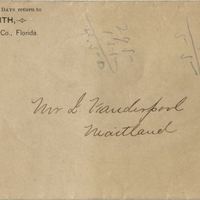 DAYS return to
ITH,
Co., Florida.
Mr I. Vanderpool
Maitland